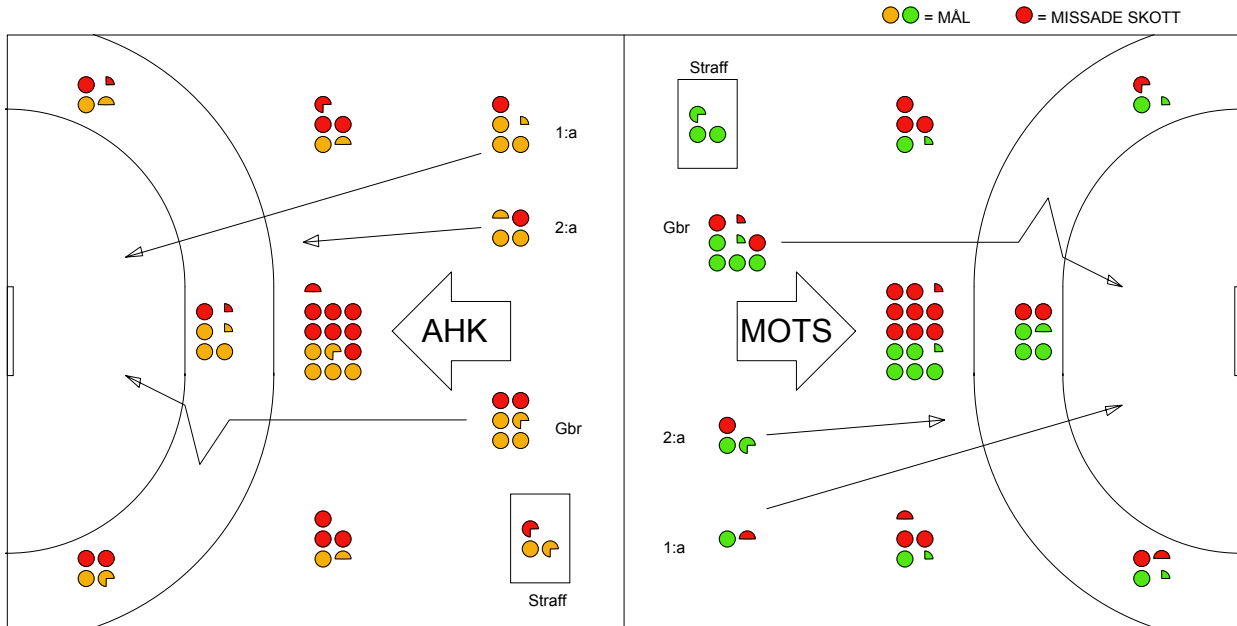 = MÅL
= MISSADE SKOTT
Straff
1:a
2:a
Gbr
AHK
MOTS
Gbr
2:a
1:a
Straff